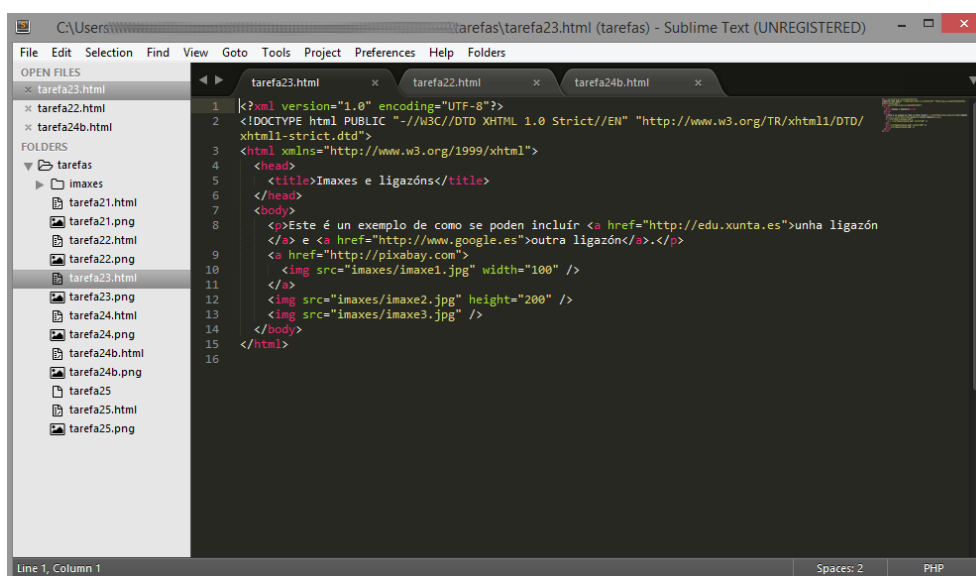 C:\Users tarefas\tarefa23.html (tarefas) - Sublime Text (UNREGISTERED)
File Edit Selection Find View Goto Tools Project Preferences Help Folders
OPEN FILES
tarefa23.html
tarefa22.html
tarefa24b.html
FOLDERS
tarefas
imaxes
tarefa21.html
tarefa21.png
tarefa22.html
tarefa22.png
tarefa23.html
tarefa23.png
tarefa24.html
tarefa24.png
tarefa24b.html
tarefa24b.png
tarefa25
tarefa25.html
tarefa25.png
tarefa23.html tarefa22.html tarefa24b.html
1 <?xml version="1.0" encoding="UTF-8"?>
2 <!DOCTYPE html PUBLIC "-//W3C//DTD XHTML 1.0 Strict//EN" "http://www.w3.org/TR/xhtml1/DTD/
xhtml1-strict.dtd">
3 <html xmlns="http://www.w3.org/1999/xhtml">
4 <head>
5 <title>Imaxes e ligazóns</title>
6 </head>
7 <body>
8 <p>Este é un exemplo de como se poden incluír <a href="http://edu.xunta.es">unha ligazón
</a> e <a href="http://www.google.es">outra ligazón</a>.</p>
9 <a href="http://pixabay.com">
10 <img src="imaxes/imaxe1.jpg" width="100" />
11 </a>
12 <img src="imaxes/imaxe2.jpg" height="200" />
13 <img src="imaxes/imaxe3.jpg" />
14 </body>
15 </html>
16
Line 1, Column 1 Spaces: 2 PHP